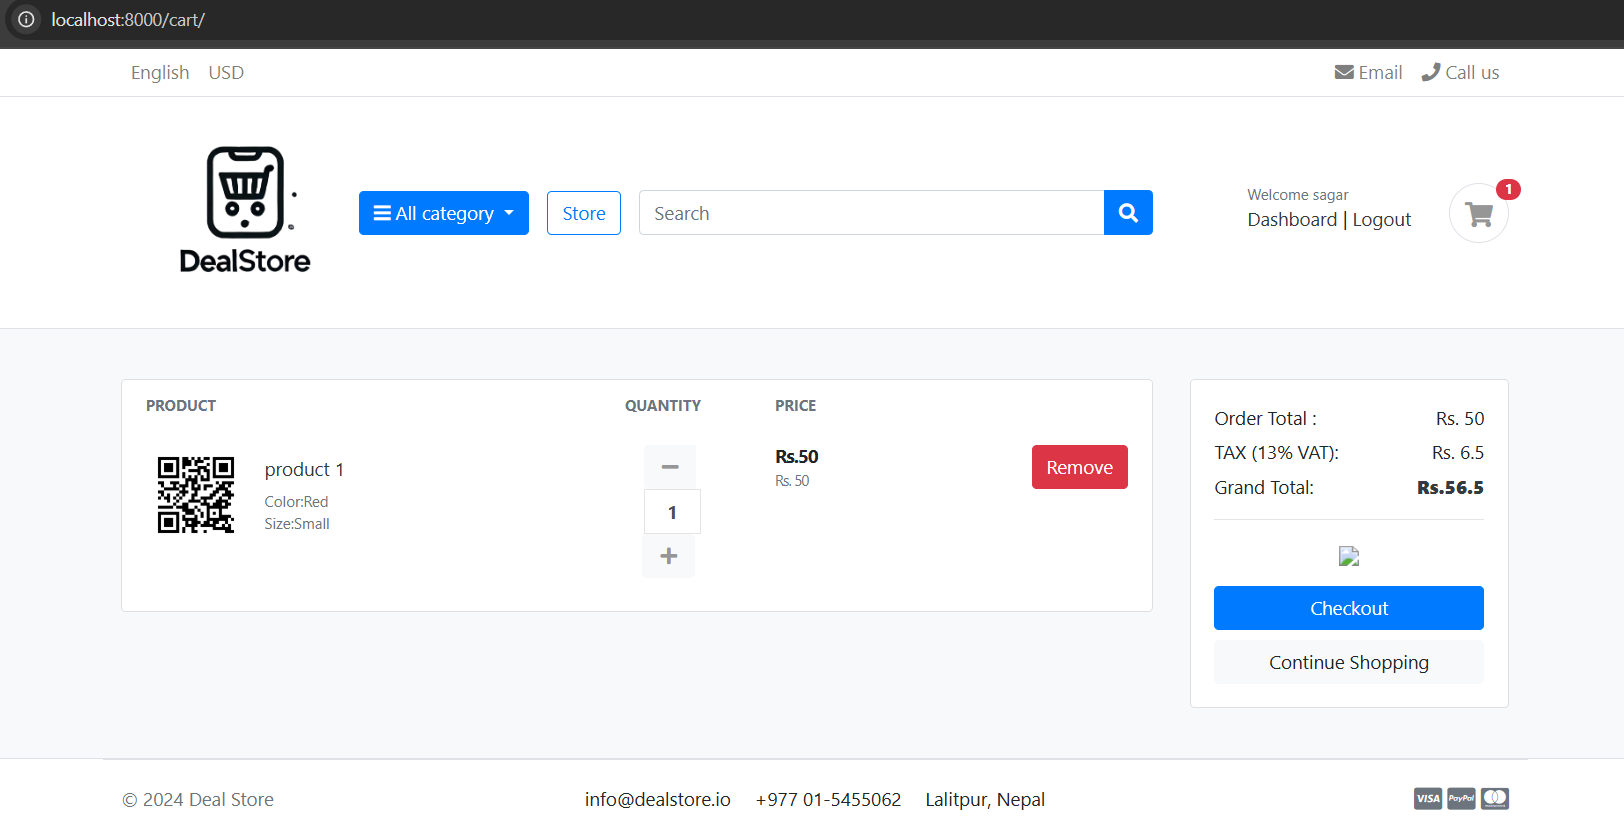 localhost:8000/cart/
English USD
Email Call us
DealStore
All category
Store
Search
Welcome sagar
Dashboard | Logout
1
PRODUCT QUANTITY PRICE
product 1
Color:Red
Size:Small
1
Rs.50
Rs. 50
Remove
Order Total : Rs. 50
TAX (13% VAT): Rs. 6.5
Grand Total: Rs.56.5
Checkout
Continue Shopping
© 2024 Deal Store
info@dealstore.io +977 01-5455062 Lalitpur, Nepal
VISA PayPal